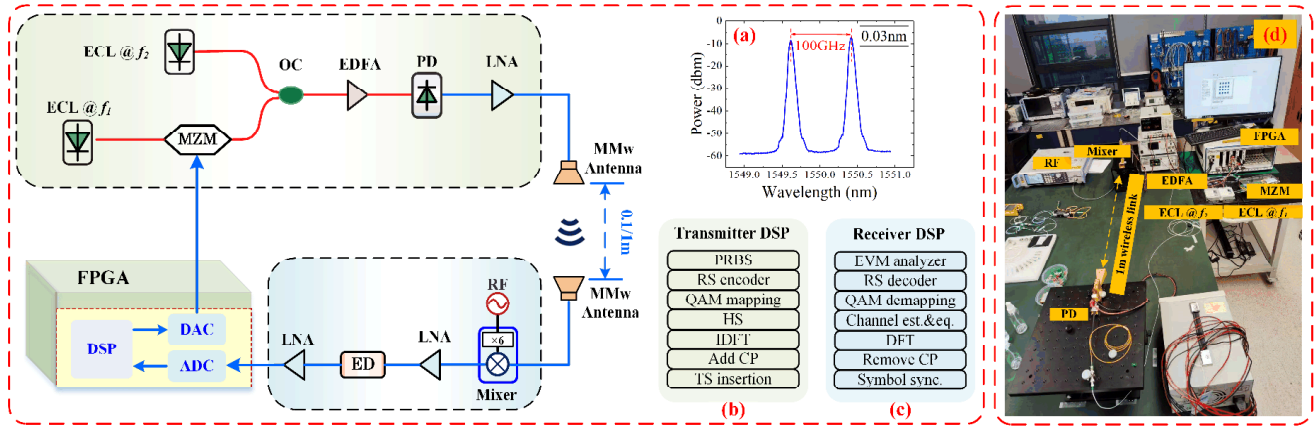 ECL @ f2
ECL @ f1
MZM
OC
EDFA
PD
LNA
MMw
Antenna
0.1/1m
MMw
Antenna
FPGA
DSP
DAC
ADC
LNA
ED
LNA
RF
×6
Mixer
(a)
100GHz
0.03nm
Power (dbm)
0
-10
-20
-30
-40
-50
-60
1549.0 1549.5 1550.0 1550.5 1551.0
Wavelength (nm)
Transmitter DSP
PRBS
RS encoder
QAM mapping
HS
IDFT
Add CP
TS insertion
(b)
Receiver DSP
EVM analyzer
RS decoder
QAM demapping
Channel est.&eq.
DFT
Remove CP
Symbol sync.
(c)
(d)
FPGA
Mixer
RF
EDFA
MZM
ECL @ f2
ECL @ f1
1m wireless link
PD